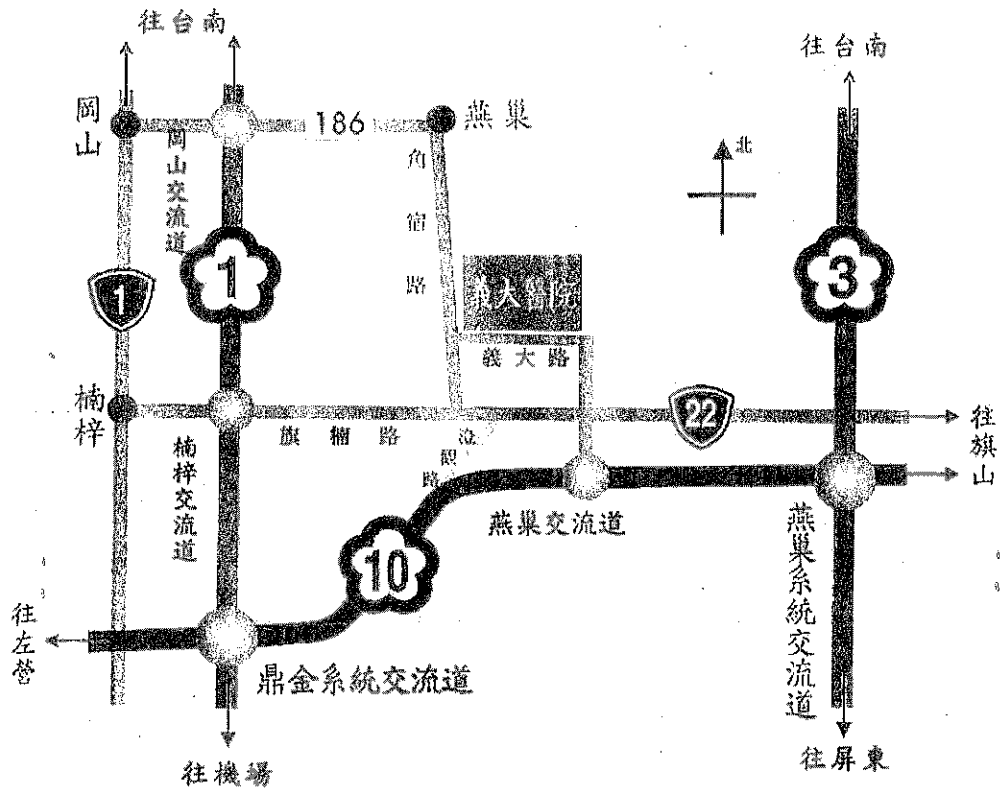 往台南
往台南
岡山
186
燕巢
北
岡山交流道
角宿路
1
1
義大醫院
3
義大路
楠梓
22
旗楠路
澄觀路
往旗山
楠梓交流道
燕巢交流道
燕巢系統交流道
10
往左營
鼎金系統交流道
往機場
往屏東